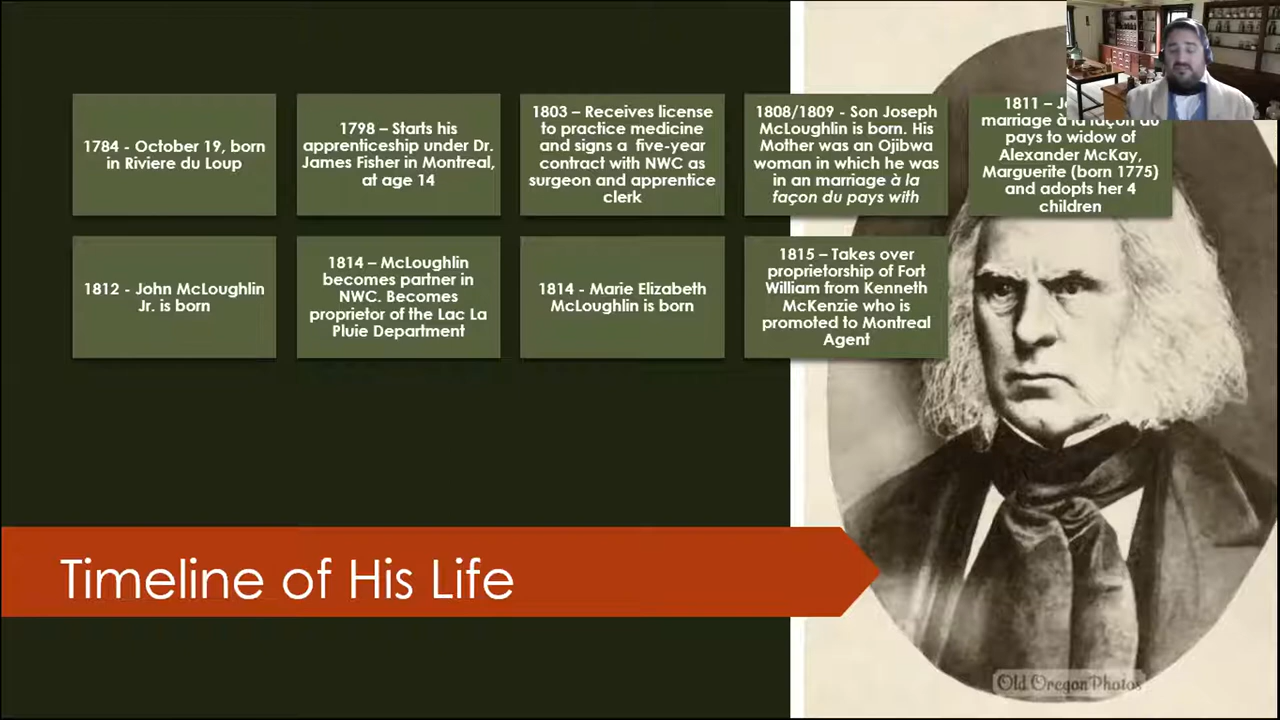 1784 - October 19, born
in Riviere du Loup
1798 – Starts his
apprenticeship under Dr.
James Fisher in Montreal,
at age 14
1803 – Receives license
to practice medicine
and signs a five-year
contract with NWC as
surgeon and apprentice
clerk
1808/1809 - Son Joseph
McLoughlin is born. His
Mother was an Ojibwa
woman in which he was
in an marriage à la
façon du pays with
1811 –
marriage à la façon du
pays to widow of
Alexander McKay,
Marguerite (born 1775)
and adopts her 4
children
1812 - John McLoughlin
Jr. is born
1814 – McLoughlin
becomes partner in
NWC. Becomes
proprietor of the Lac La
Pluie Department
1814 - Marie Elizabeth
McLoughlin is born
1815 – Takes over
proprietorship of Fort
William from Kenneth
McKenzie who is
promoted to Montreal
Agent
Timeline of His Life
Old Oregon Photos